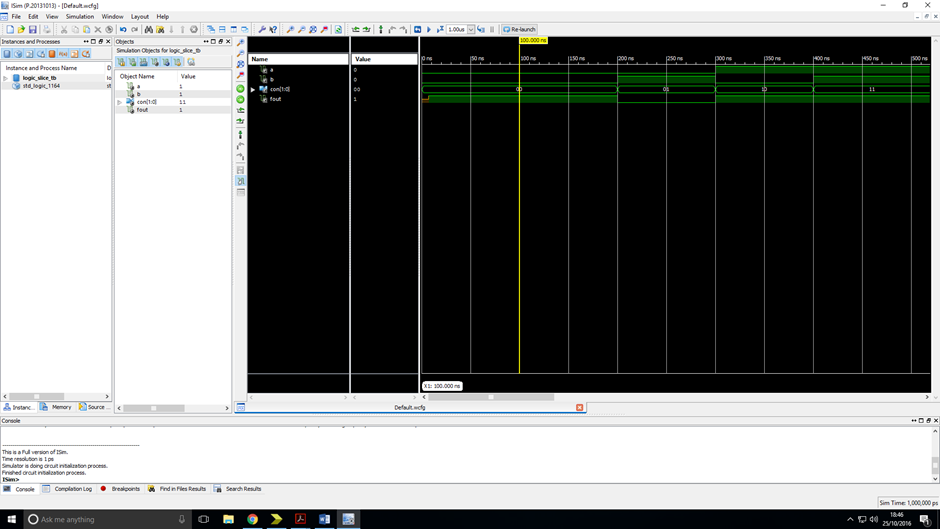 ISim (P.20131013) - [Default.wcfg]
File Edit View Simulation Window Layout Help
1.00us Re-launch
Instances and Processes
Instance and Process Name
logic_slice_tb
std_logic_1164
Instanc... Memory Source ...
Objects
Simulation Objects for logic_slice_tb
Object Name Value
a 1
b 1
con[1:0] 11
fout 1
Name Value
a 0
b 0
con[1:0] 00
fout 1
100.000 ns
0 ns 50 ns 100 ns 150 ns 200 ns 250 ns 300 ns 350 ns 400 ns 450 ns 500 ns
00 01 10 11
X1: 100.000 ns
Default.wcfg
Console
This is a Full version of ISim.
Time resolution is 1 ps
Simulator is doing circuit initialization process.
Finished circuit initialization process.
ISim>
Console Compilation Log Breakpoints Find in Files Results Search Results
Sim Time: 1,000,000 ps
Ask me anything
18:46
25/10/2016